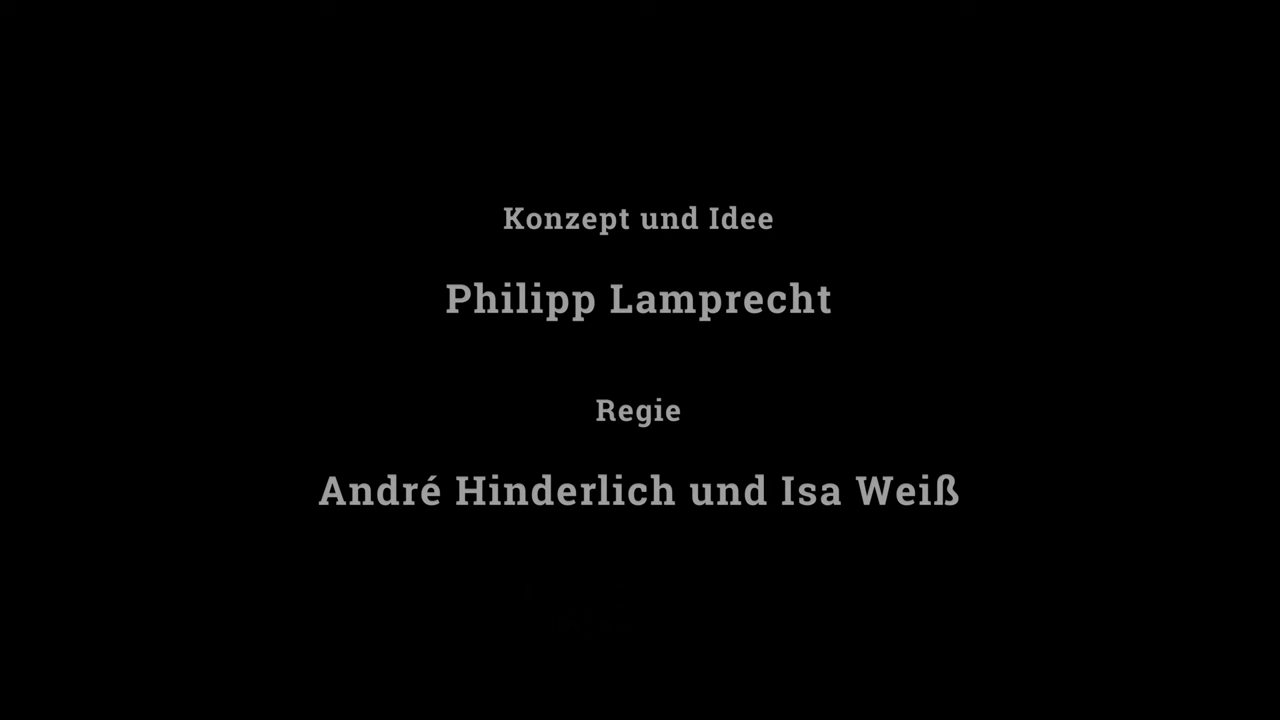 Konzept und Idee
Philipp Lamprecht
Regie
André Hinderlich und Isa Weiß